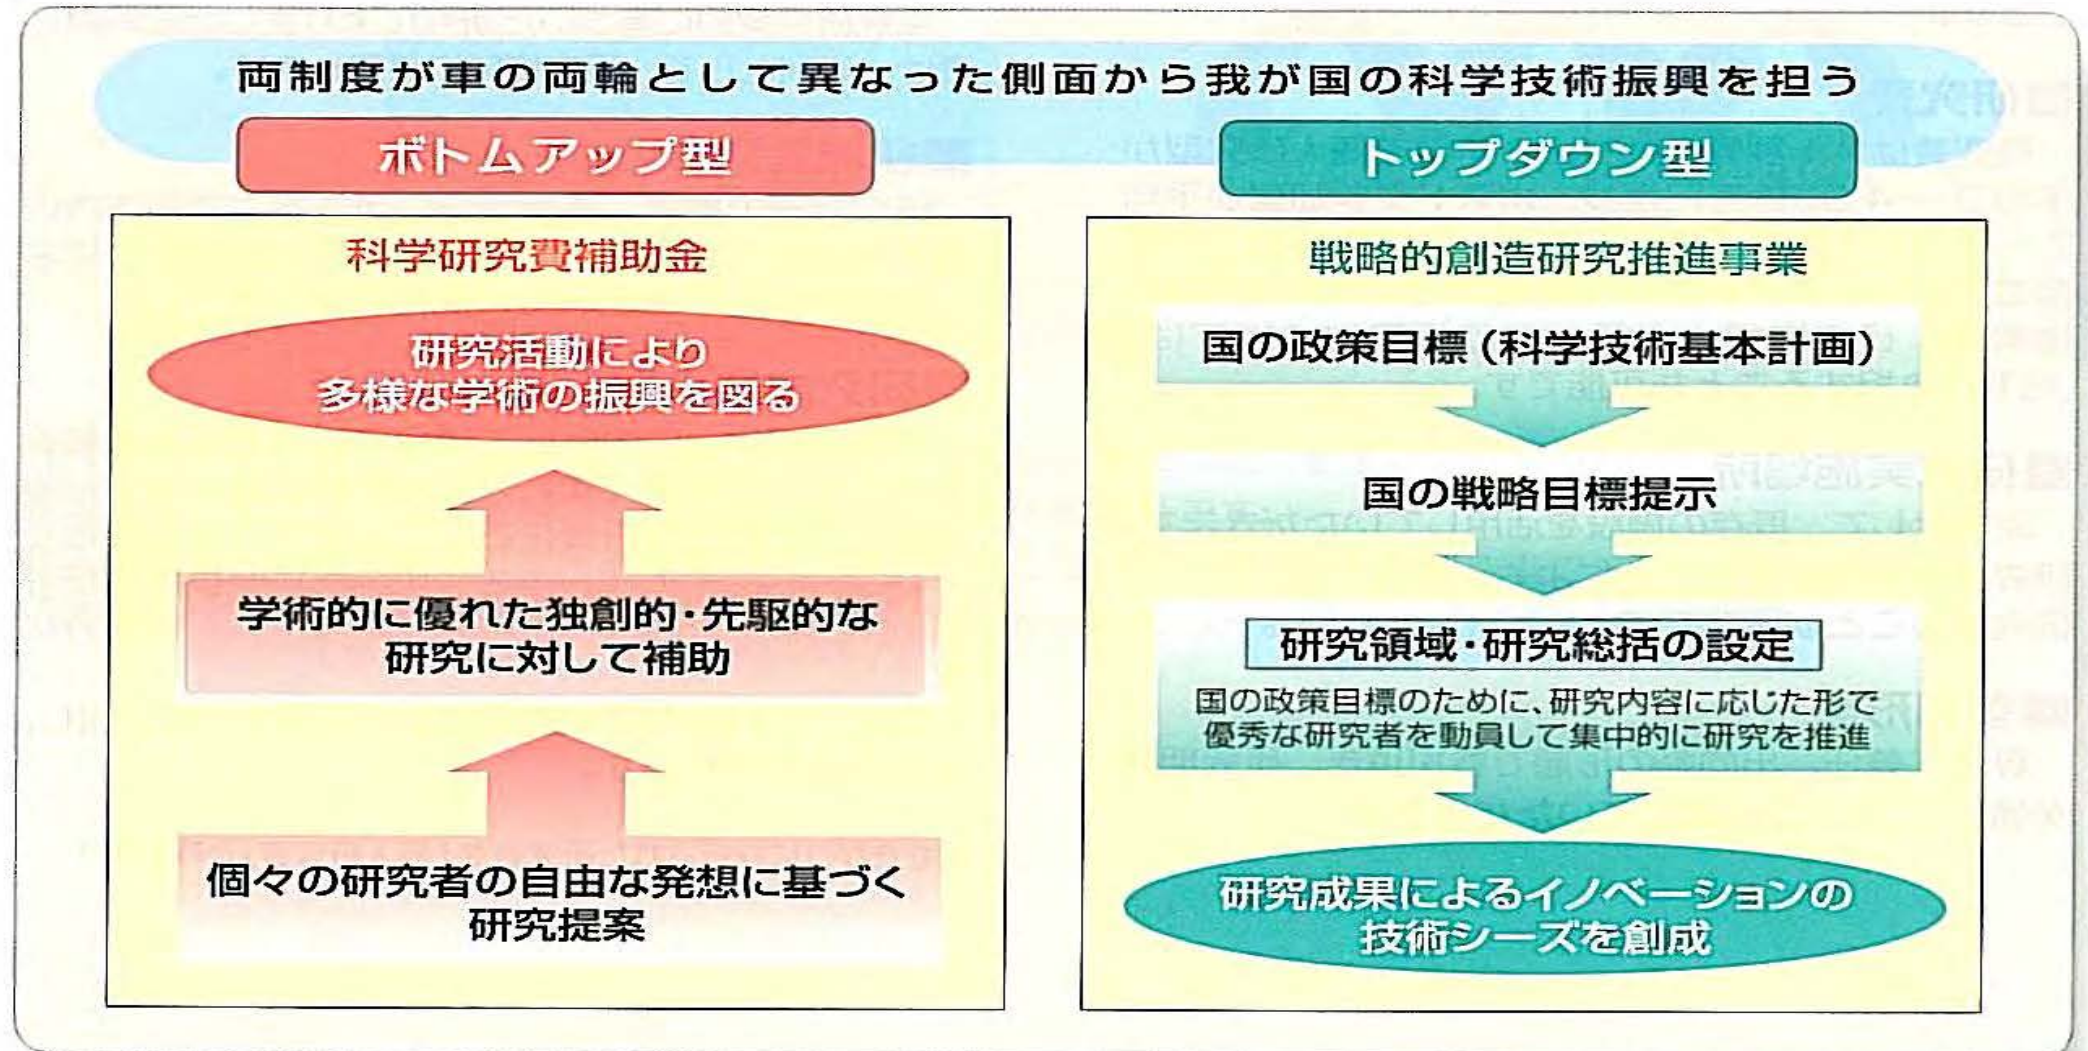 両制度が車の両輪として異なった側面から我が国の科学技術振興を担う
ボトムアップ型
科学研究費補助金
研究活動により
多様な学術の振興を図る
学術的に優れた独創的・先駆的な
研究に対して補助
個々の研究者の自由な発想に基づく
研究提案
トップダウン型
戦略的創造研究推進事業
国の政策目標（科学技術基本計画）
国の戦略目標提示
研究領域・研究総括の設定
国の政策目標のために、研究内容に応じた形で
優秀な研究者を動員して集中的に研究を推進
研究成果によるイノベーションの
技術シーズを創成